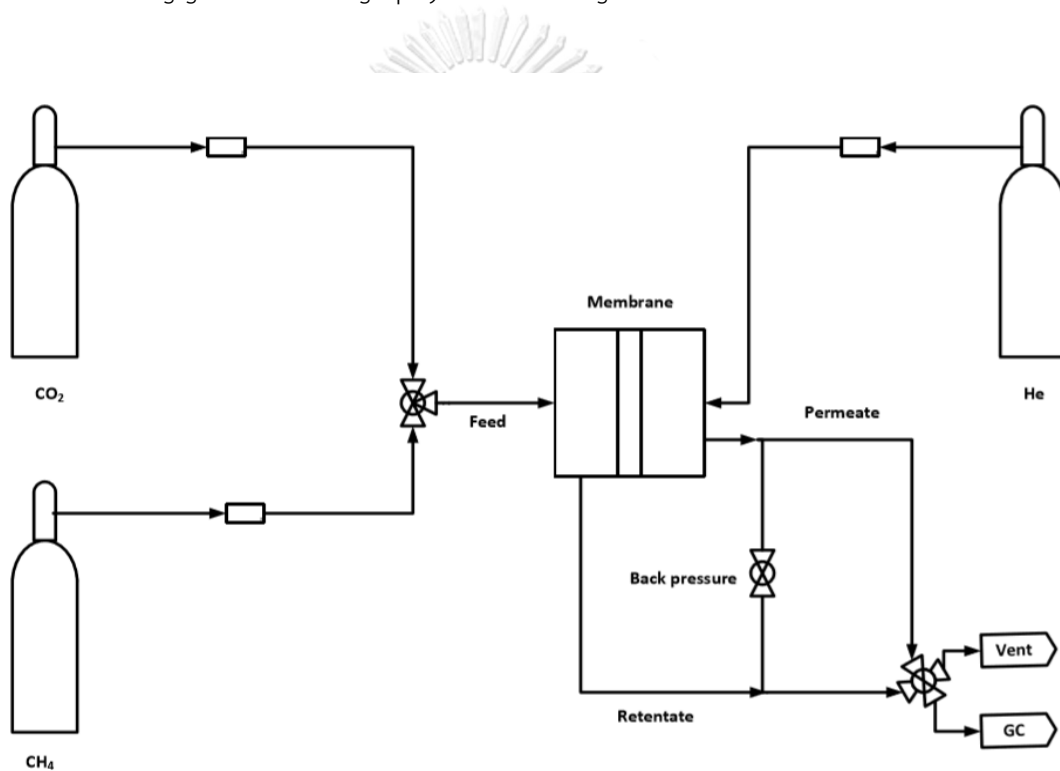 Membrane
CO₂
He
Feed
Permeate
Back pressure
Vent
Retentate
GC
CH₄